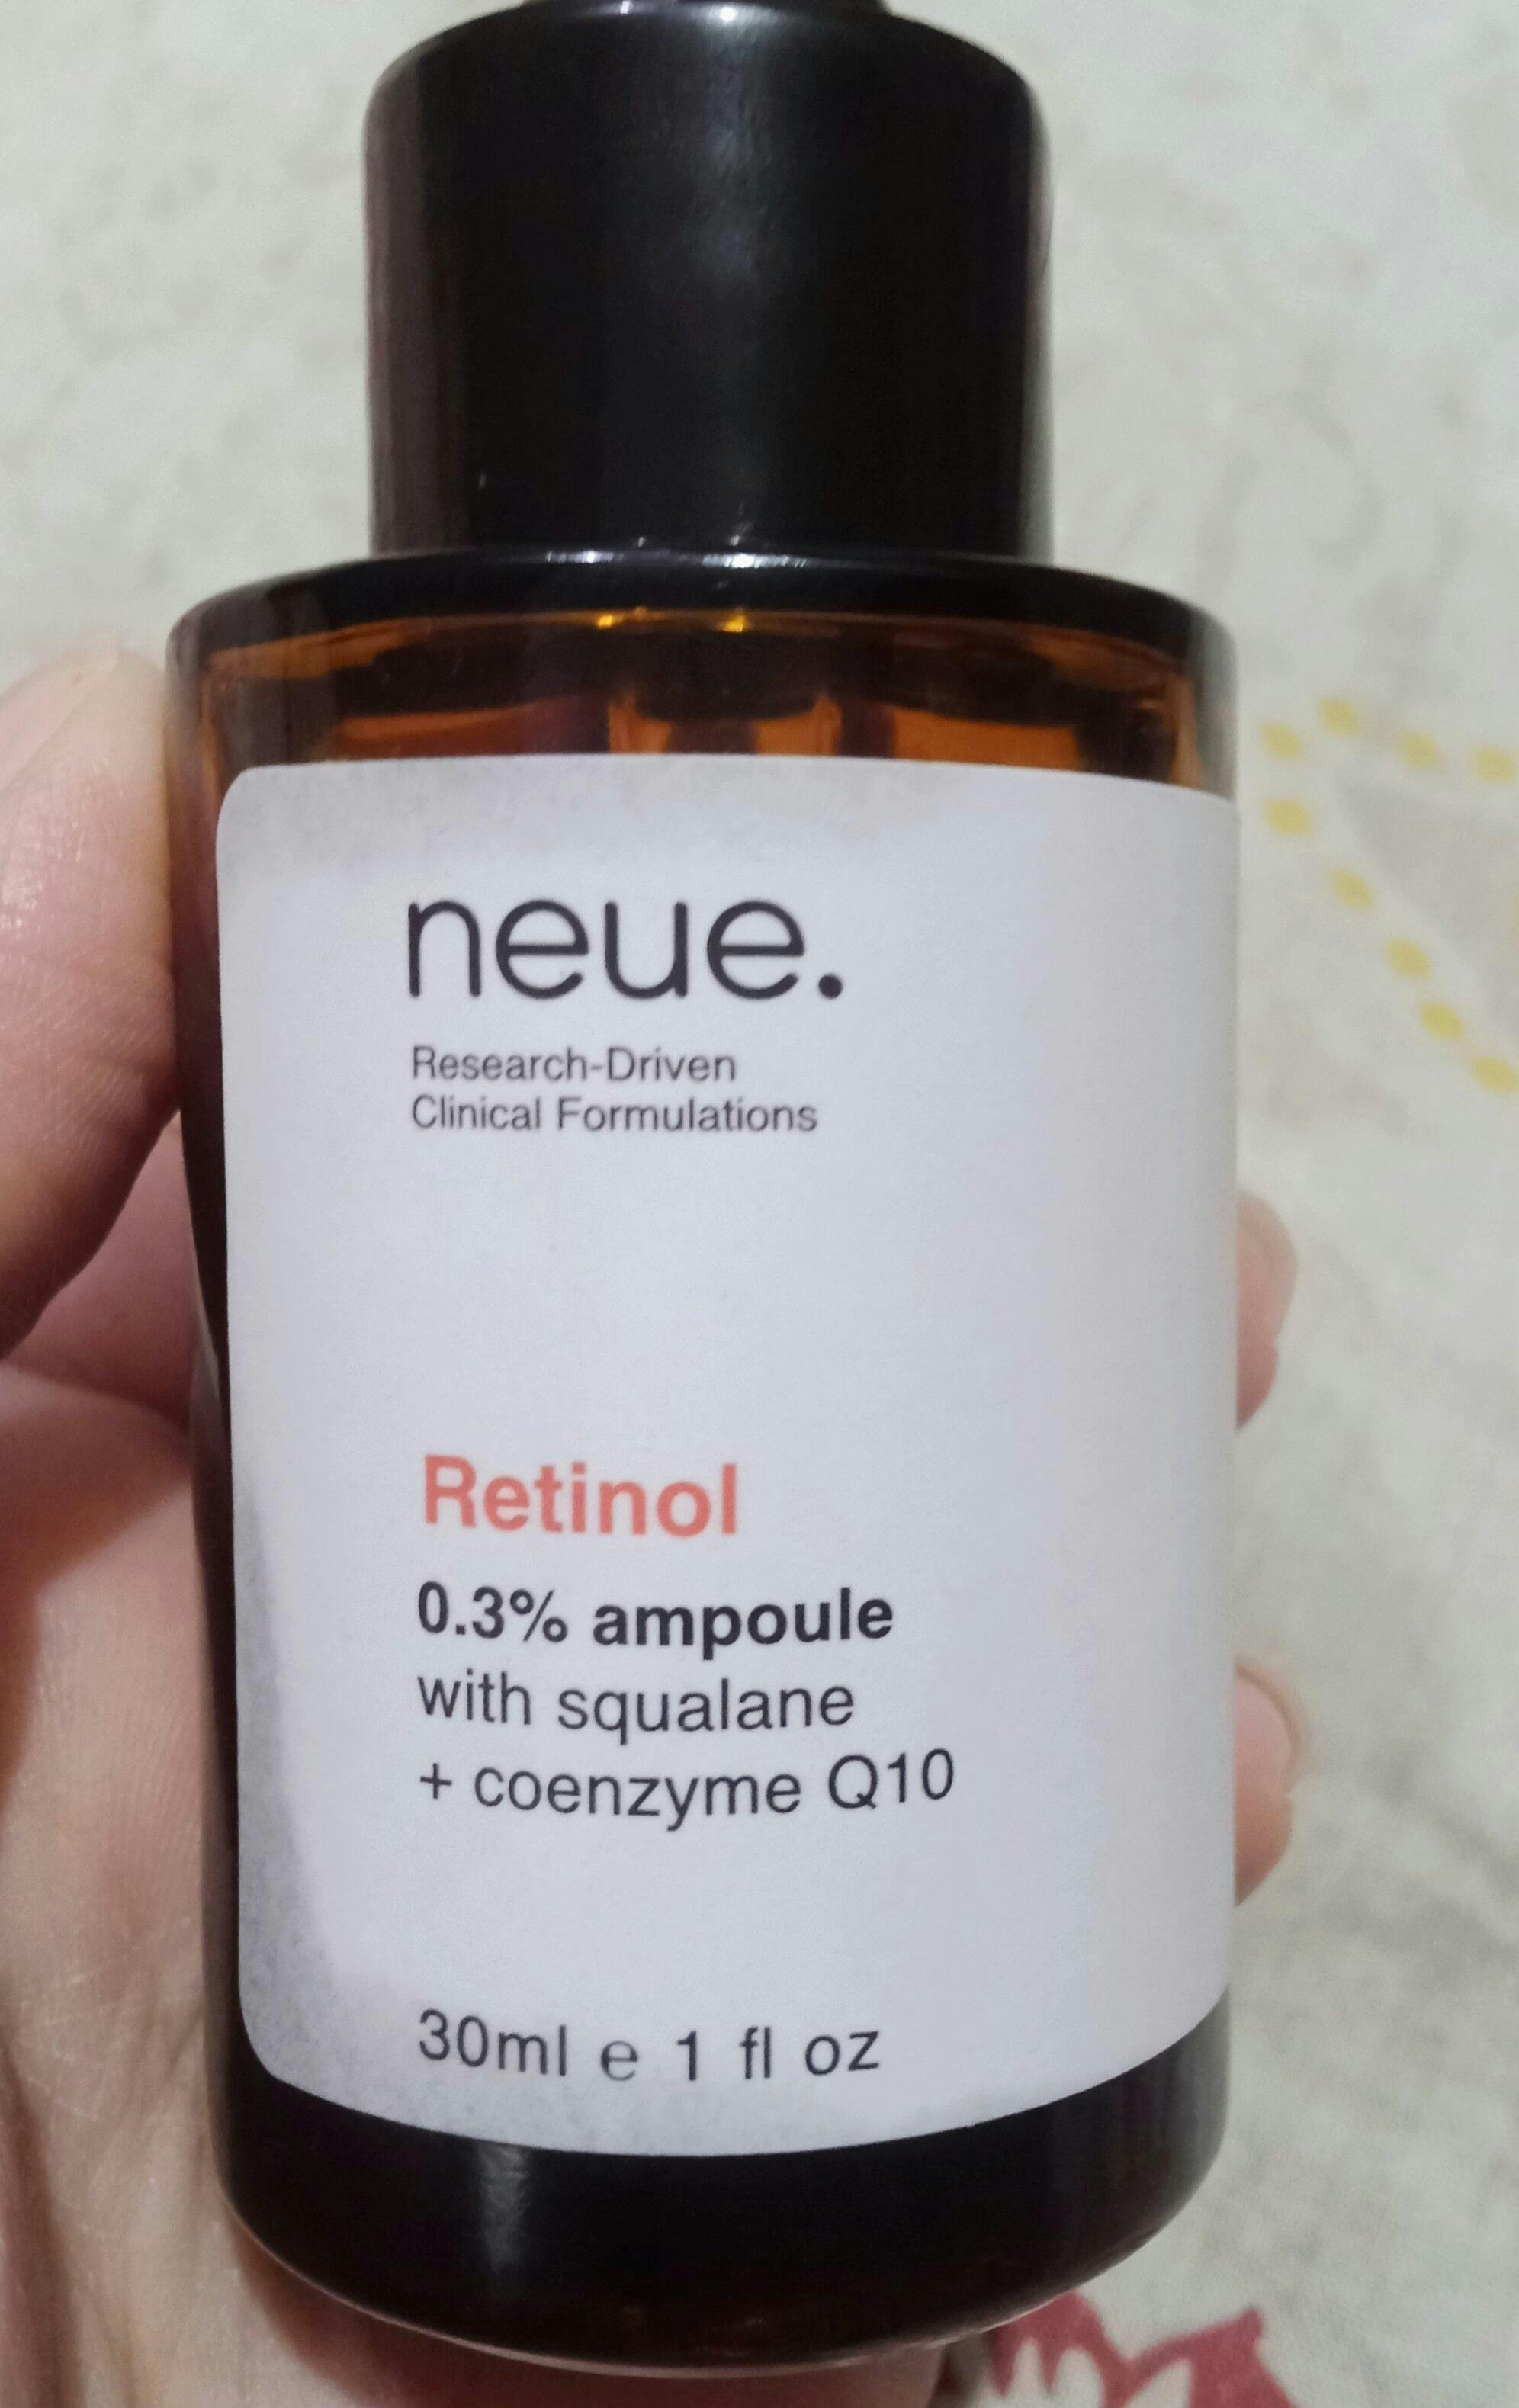 neue.
Research-Driven
Clinical Formulations
Retinol
0.3% ampoule
with squalane
+ coenzyme Q10
30ml e 1 fl oz